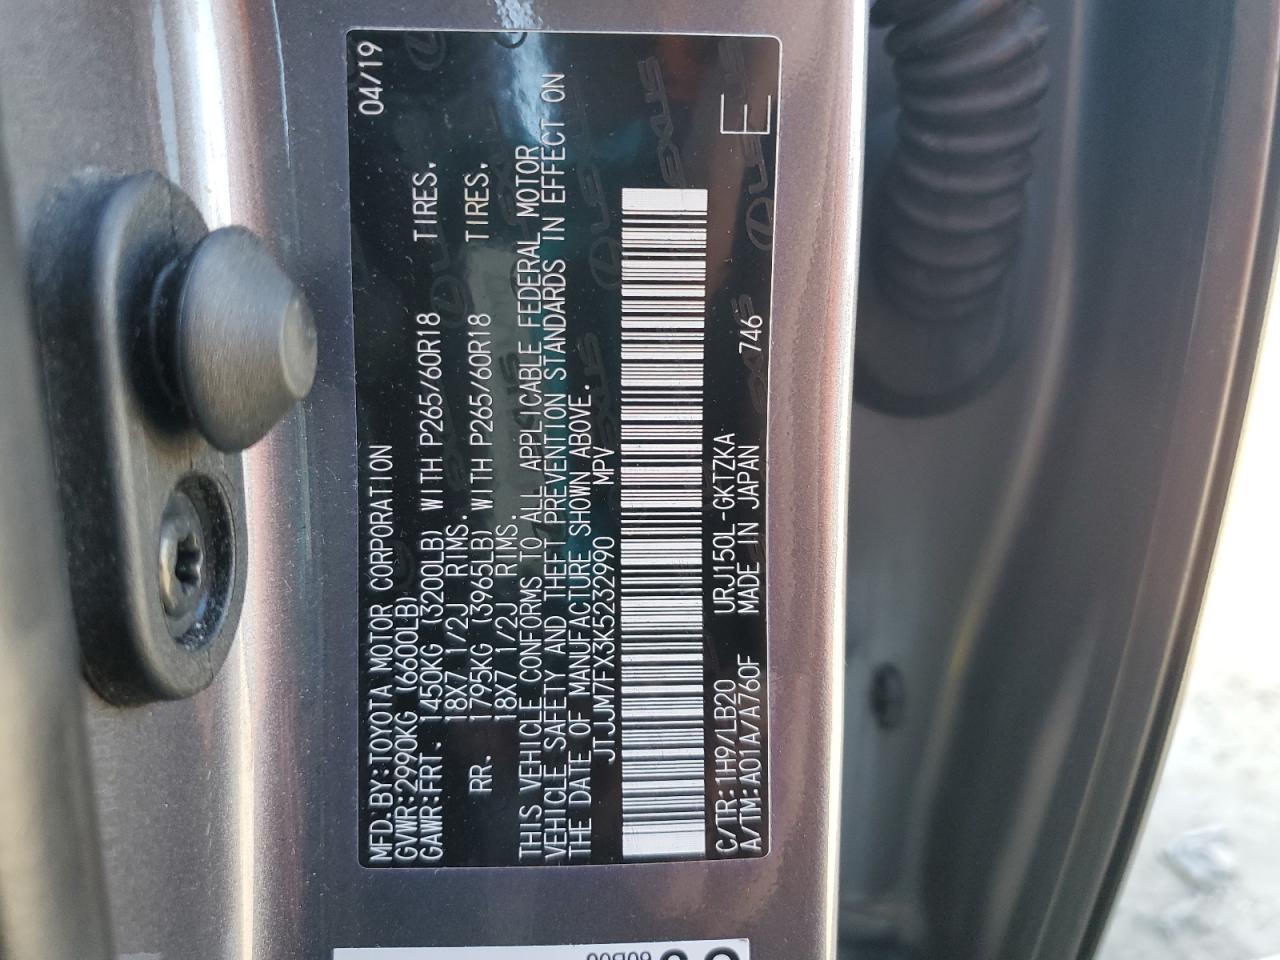 MFD.BY:TOYOTA MOTOR CORPORATION 04/19
GVWR:2990KG (6600LB)
GAWR:FRT. 1450KG (3200LB) WITH P265/60R18 TIRES.
18X7 1/2J RIMS.
RR. 1795KG (3965LB) WITH P265/60R18 TIRES.
18X7 1/2J RIMS.
THIS VEHICLE CONFORMS TO ALL APPLICABLE FEDERAL MOTOR
VEHICLE SAFETY AND THEFT PREVENTION STANDARDS IN EFFECT ON
THE DATE OF MANUFACTURE SHOWN ABOVE.
JTJJM7FX3K5232990 MPV
C/TR:1H9/LB20 URJ150L-GKTZKA
A/TM:A01A/A760F MADE IN JAPAN 746
E
LEXUS